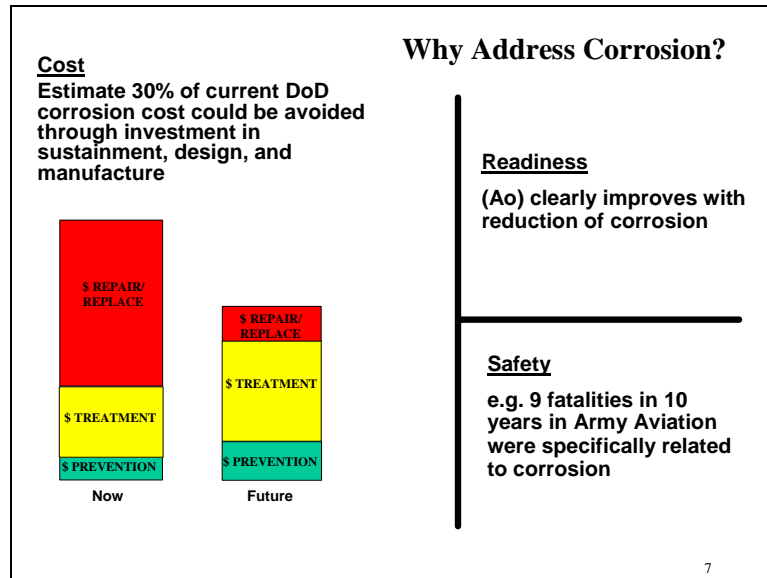 Why Address Corrosion?
Cost
Estimate 30% of current DoD
corrosion cost could be avoided
through investment in
sustainment, design, and
manufacture
$ REPAIR/
REPLACE
$ TREATMENT
$ PREVENTION
Now
$ REPAIR/
REPLACE
$ TREATMENT
$ PREVENTION
Future
Readiness
(Ao) clearly improves with
reduction of corrosion
Safety
e.g. 9 fatalities in 10
years in Army Aviation
were specifically related
to corrosion
7